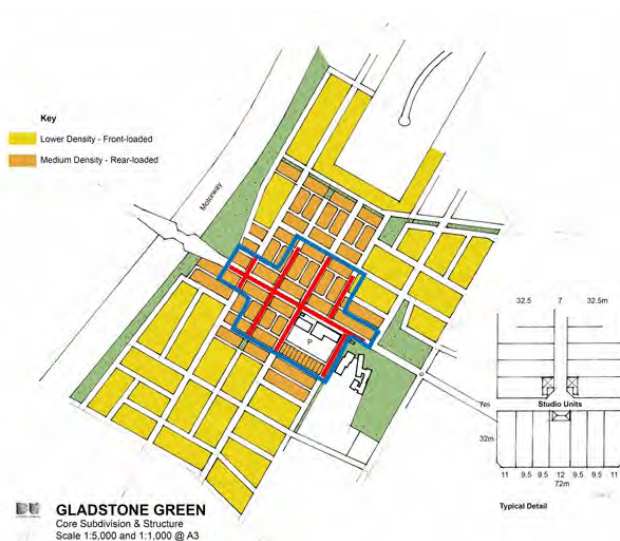 Key
Lower Density - Front-loaded
Medium Density - Rear-loaded
Motorway
P
32.5 7 32.5m
7m
Studio Units
32m
11 9.5 9.5 12 9.5 9.5 11
72m
Typical Detail
GLADSTONE GREEN
Core Subdivision & Structure
Scale 1:5,000 and 1:1,000 @ A3